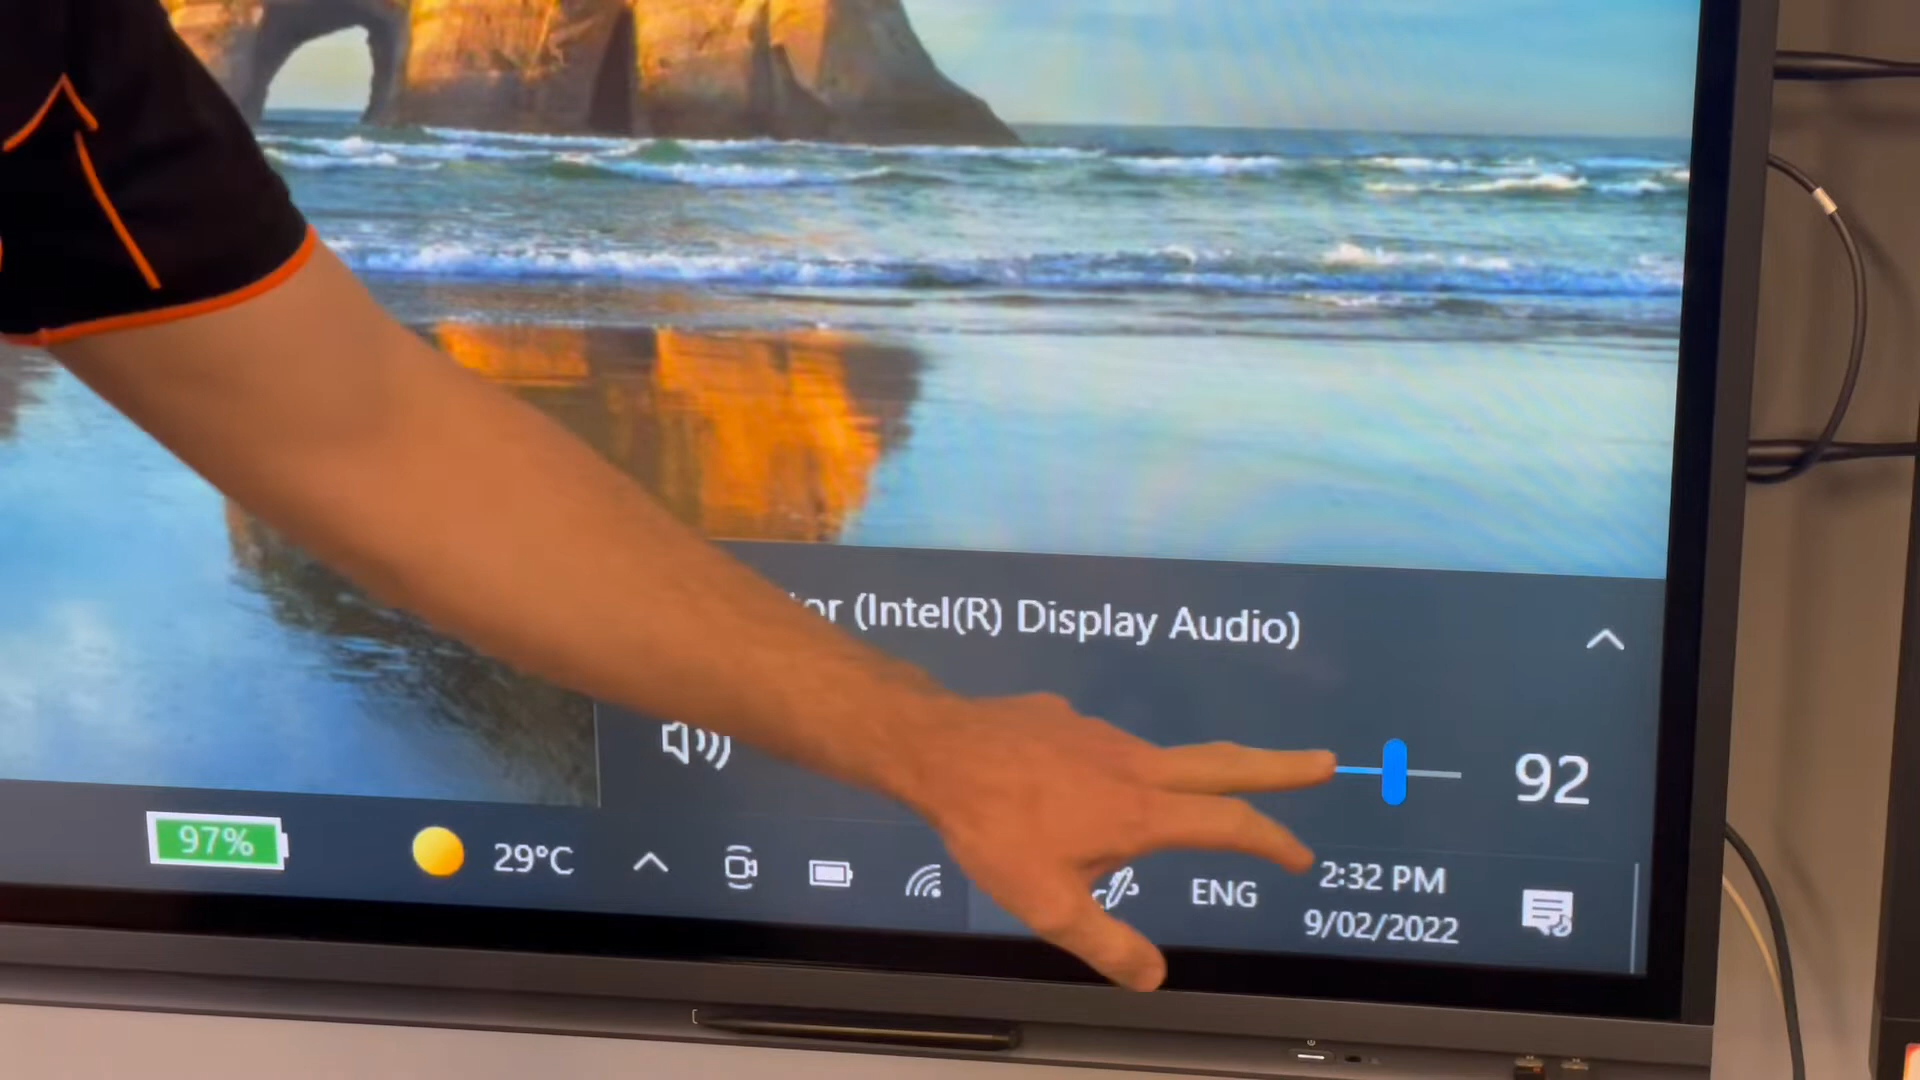 (Intel(R) Display Audio)
92
97%
29°C
ENG
2:32 PM
9/02/2022